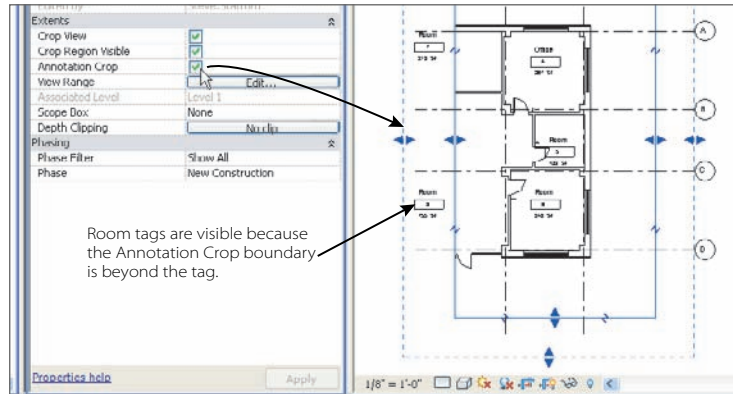 Extents
Crop View
Crop Region Visible
Annotation Crop
View Range Edit...
Associated Level Level 1
Scope Box None
Depth Clipping No clip
Phasing
Phase Filter Show All
Phase New Construction
Room tags are visible because
the Annotation Crop boundary
is beyond the tag.
Properties help Apply
Room
Office
Room
Room
Room
A
B
C
D
1/8" = 1'-0"